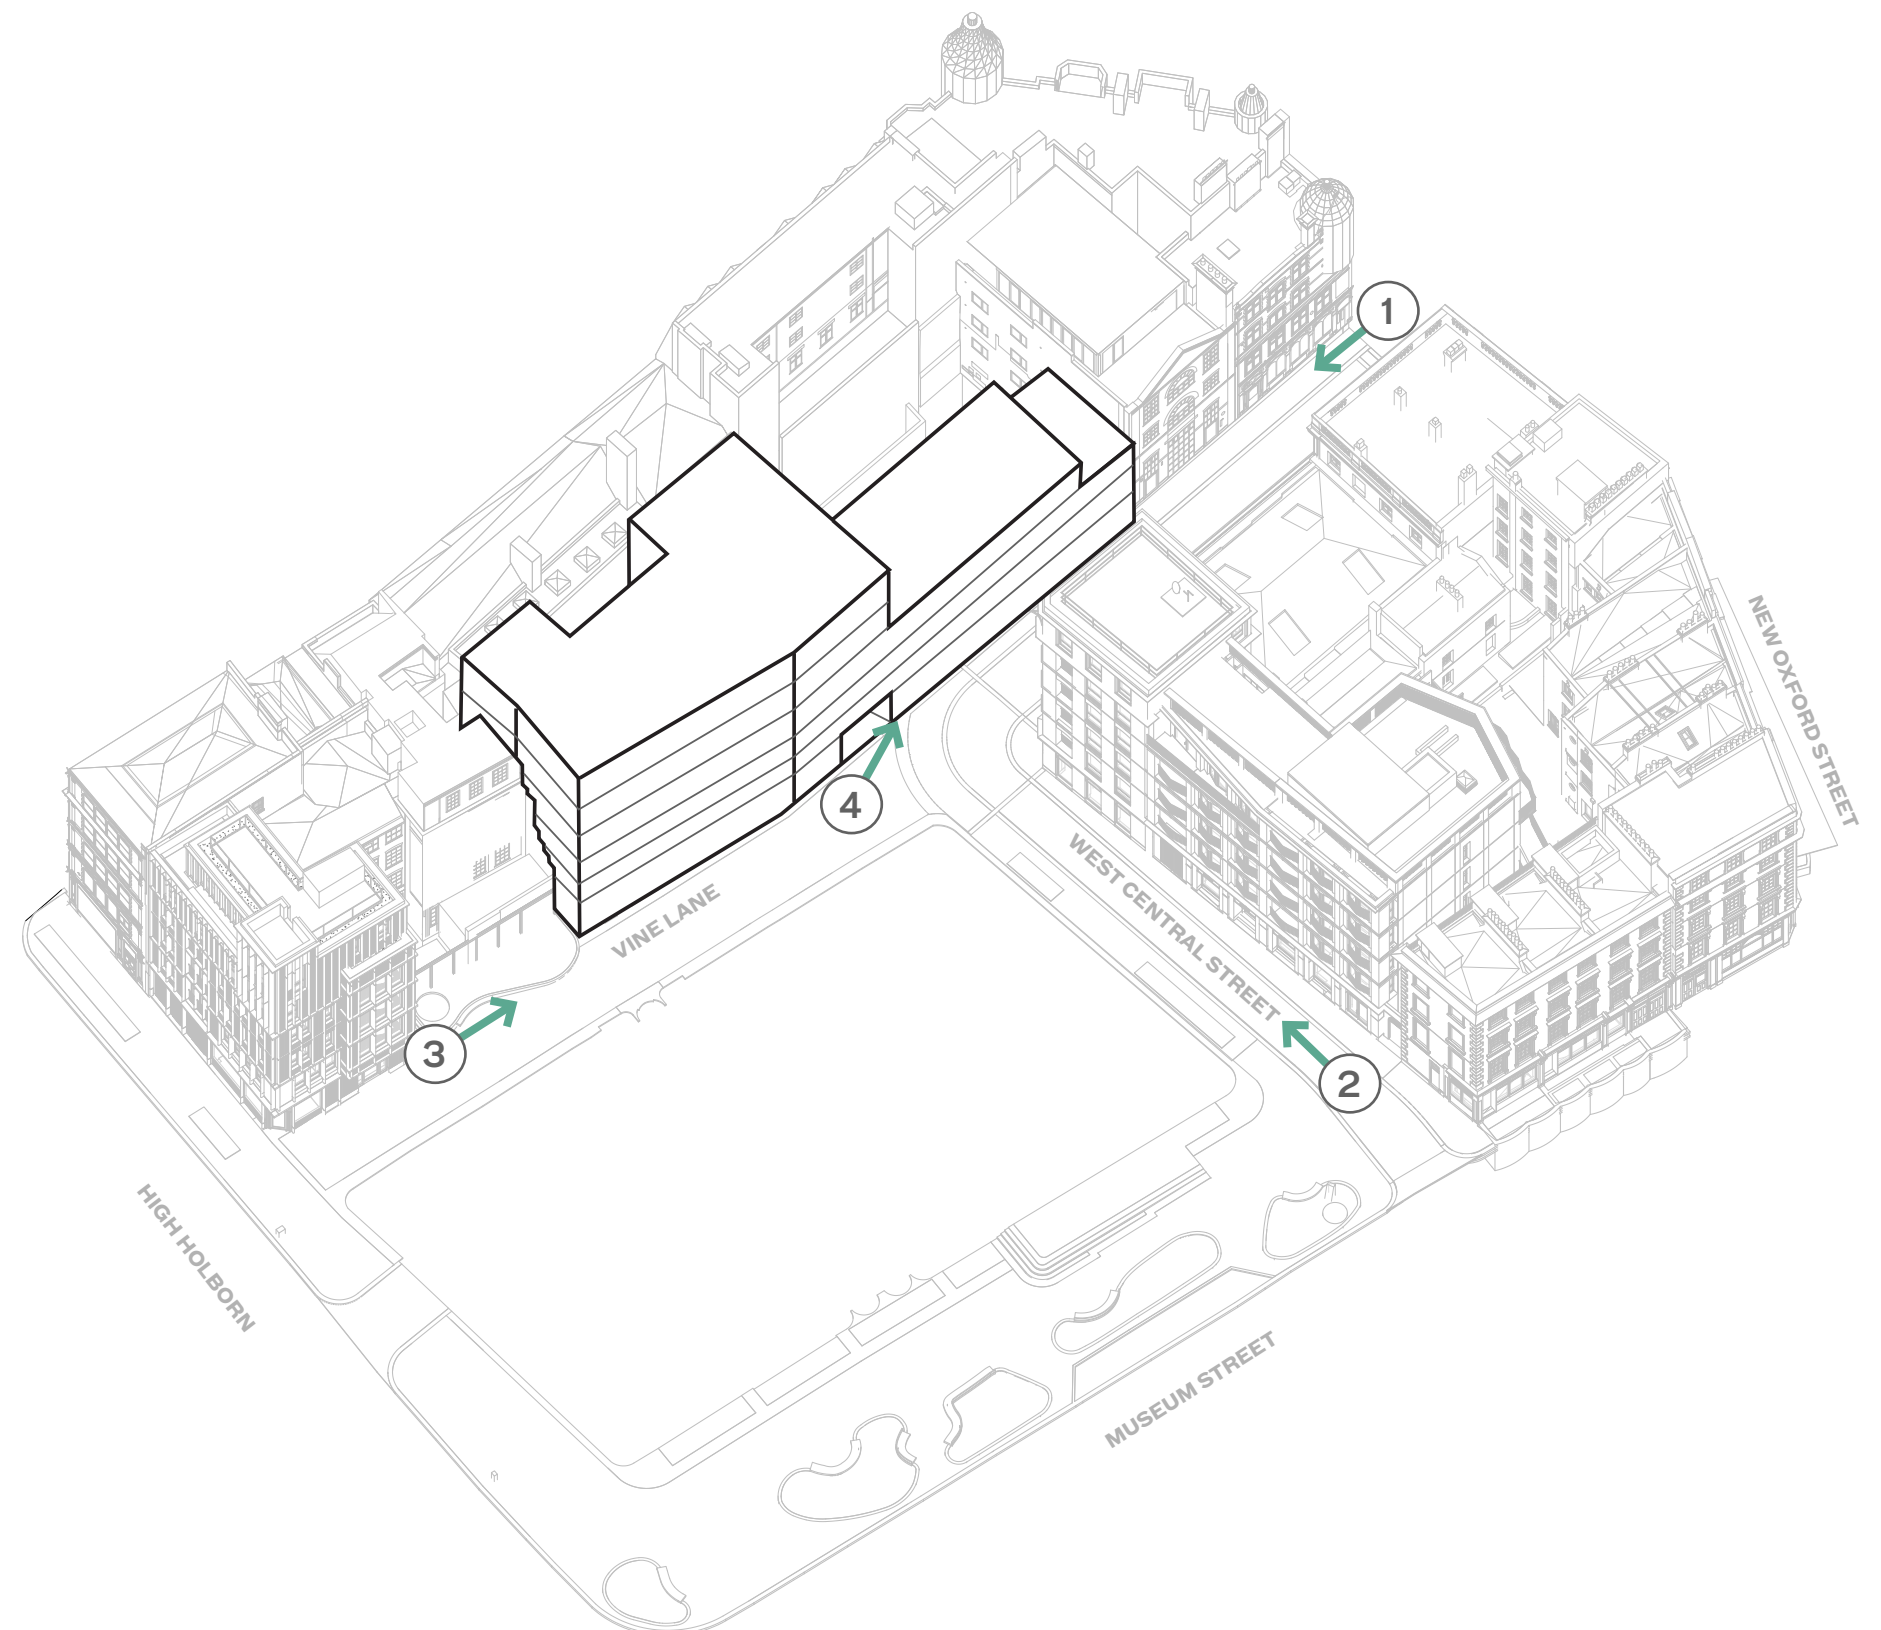 1
NEW OXFORD STREET
4
WEST CENTRAL STREET
VINE LANE
3
2
HIGH HOLBORN
MUSEUM STREET